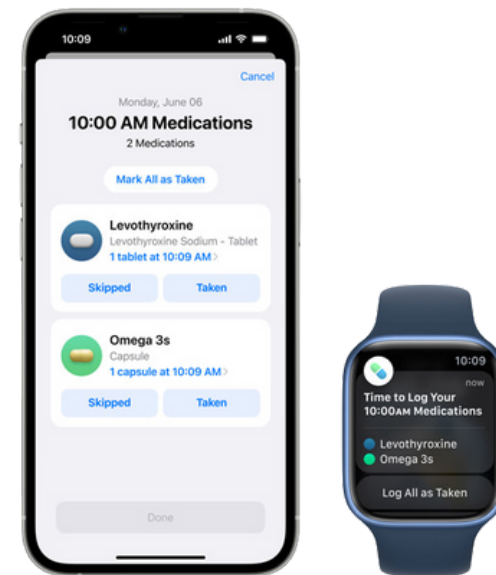 10:09
Cancel
Monday, June 06
10:00 AM Medications
2 Medications
Mark All as Taken
Levothyroxine
Levothyroxine Sodium - Tablet
1 tablet at 10:09 AM >
Skipped
Taken
Omega 3s
Capsule
1 capsule at 10:09 AM >
Skipped
Taken
Done
10:09
now
Time to Log Your
10:00AM Medications
Levothyroxine
Omega 3s
Log All as Taken